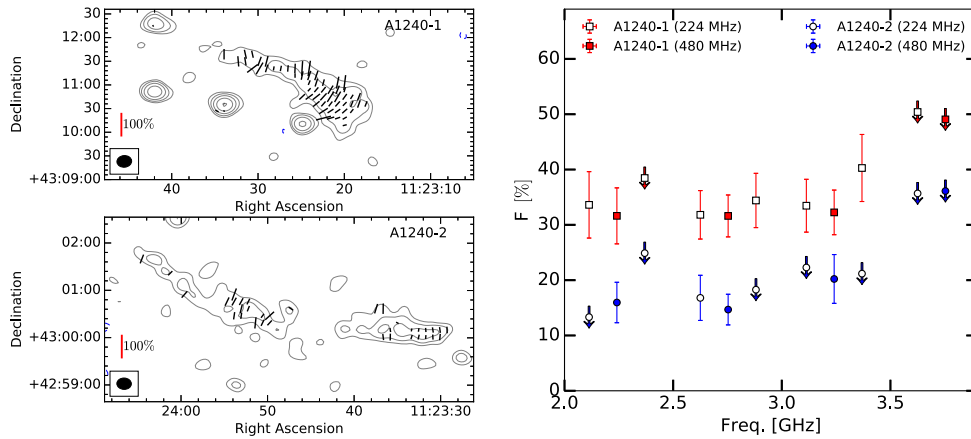 A1240-1
30
12:00
30
11:00
30
10:00
30
+43:09:00
Declination
100%
40
30
20
11:23:10
Right Ascension
A1240-2
02:00
01:00
+43:00:00
+42:59:00
Declination
100%
24:00
50
40
11:23:30
Right Ascension
A1240-1 (224 MHz)
A1240-1 (480 MHz)
A1240-2 (224 MHz)
A1240-2 (480 MHz)
60
50
40
30
20
10
0
F [%]
2.0
2.5
3.0
3.5
4.0
Freq. [GHz]